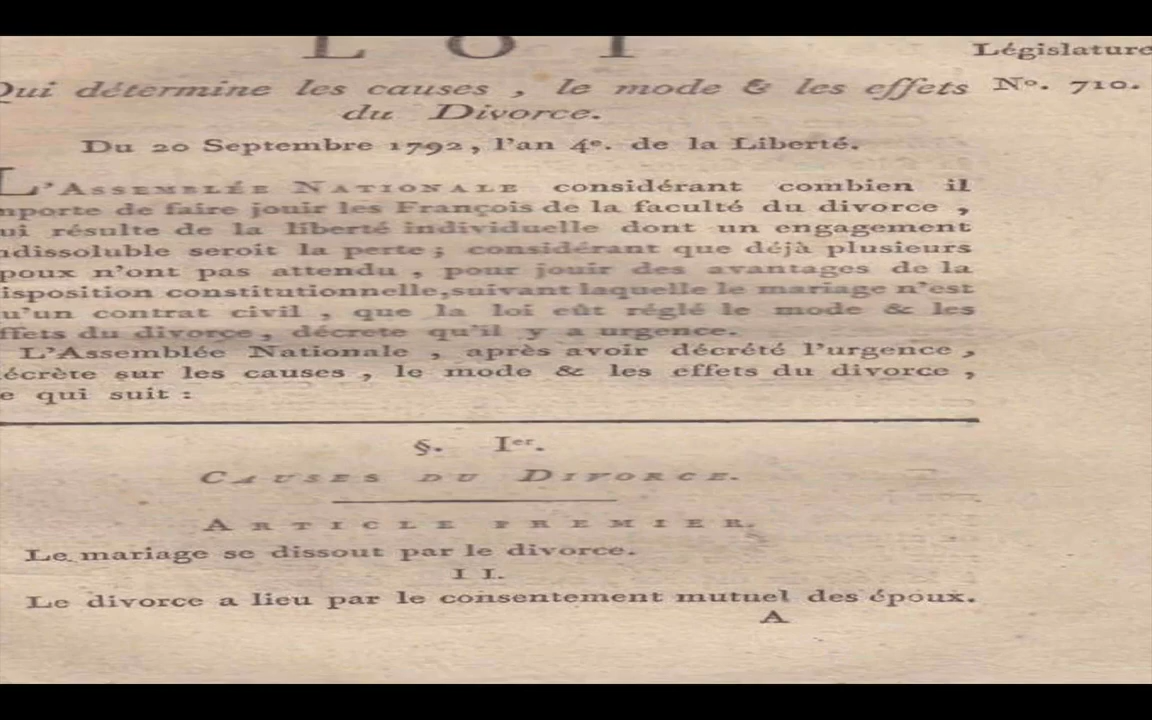 LOI
Législature
Qui détermine les causes, le mode & les effets
Nº. 710.
du Divorce.
Du 20 Septembre 1792, l'an 4e. de la Liberté.
L'ASSEMBLÉE NATIONALE considérant combien il
mporte de faire jouir les François de la faculté du divorce,
ui résulte de la liberté individuelle dont un engagement
ndissoluble seroit la perte; considérant que déjà plusieurs
poux n'ont pas attendu, pour jouir des avantages de la
isposition constitutionnelle, suivant laquelle le mariage n'est
u'un contrat civil, que la loi eût réglé le mode & les
ffets du divorce, décrete qu'il y a urgence.
L'Assemblée Nationale, après avoir décrété l'urgence,
écrète sur les causes, le mode & les effets du divorce,
e qui suit:
§. Ier.
CAUSES DU DIVORCE.
ARTICLE PREMIER.
Le mariage se dissout par le divorce.
II.
Le divorce a lieu par le consentement mutuel des époux.
A